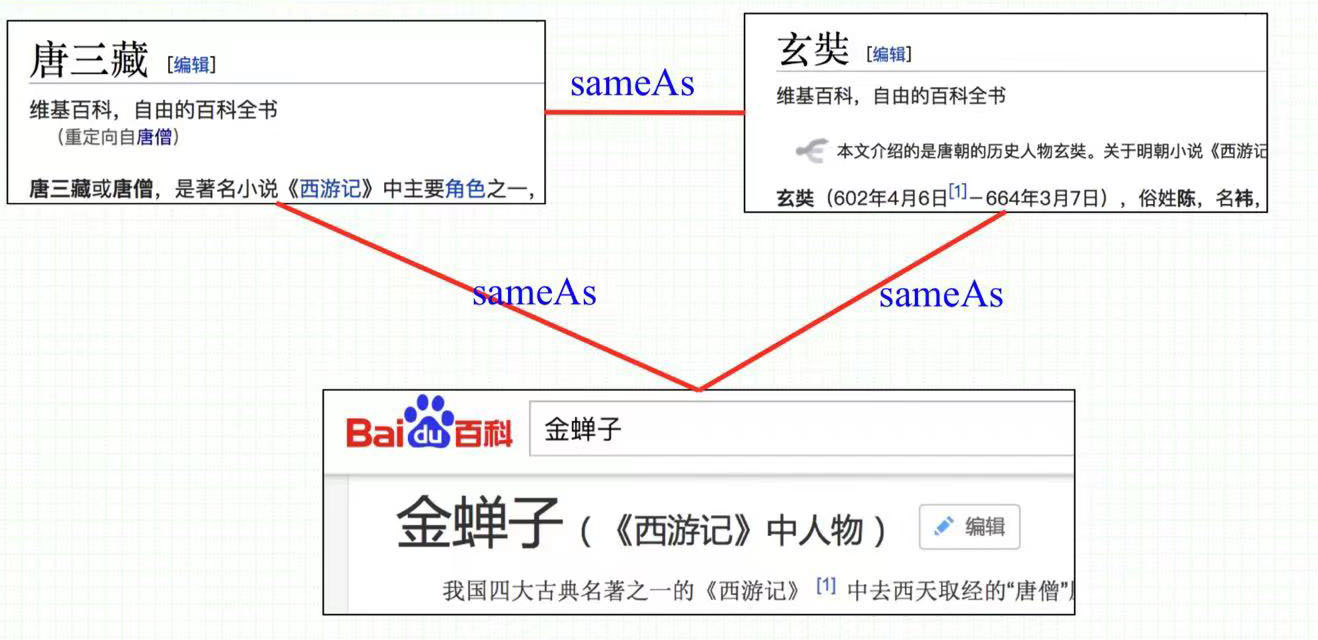 唐三藏 [编辑]
维基百科，自由的百科全书
（重定向自唐僧）
唐三藏或唐僧，是著名小说《西游记》中主要角色之一，
sameAs
玄奘 [编辑]
维基百科，自由的百科全书
本文介绍的是唐朝的历史人物玄奘。关于明朝小说《西游记
玄奘（602年4月6日[1]－664年3月7日），俗姓陈，名袆，
sameAs
sameAs
Baidu百科 金蝉子
金蝉子（《西游记》中人物） 编辑
我国四大古典名著之一的《西游记》 [1] 中去西天取经的“唐僧”